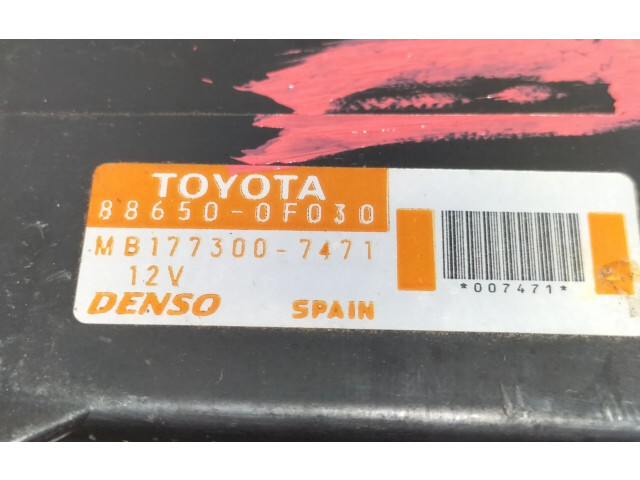 TOYOTA
88650-0F030
MB177300-7471
12V
DENSO SPAIN
*007471*